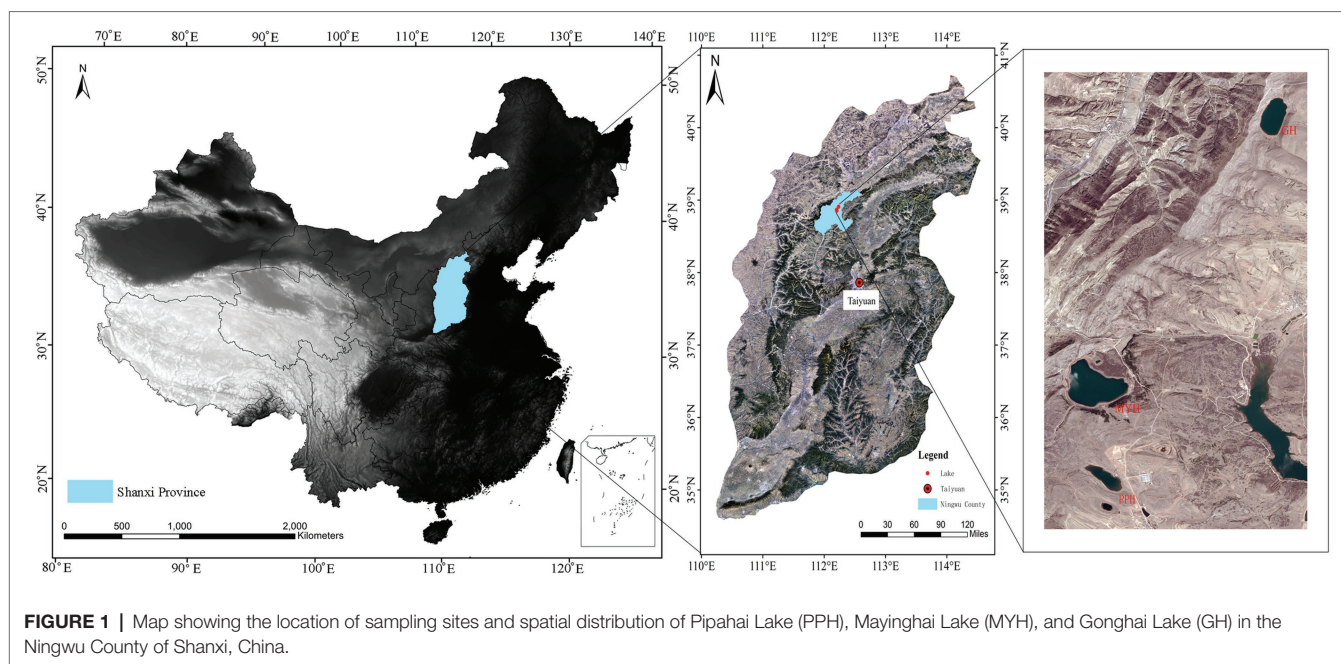 70°E 80°E 90°E 100°E 110°E 120°E 130°E 140°E
N
50°N
40°N
30°N
20°N
50°N
40°N
30°N
20°N
Shanxi Province
0 500 1,000 2,000
Kilometers
80°E 90°E 100°E 110°E 120°E
110°E 111°E 112°E 113°E 114°E
N
41°N
40°N
39°N
38°N
37°N
36°N
35°N
Taiyuan
Legend
Lake
Taiyuan
Ningwu County
0 30 60 90 120
Miles
110°E 111°E 112°E 113°E 114°E
GH
MYH
PPH
FIGURE 1 | Map showing the location of sampling sites and spatial distribution of Pipahai Lake (PPH), Mayinghai Lake (MYH), and Gonghai Lake (GH) in the
Ningwu County of Shanxi, China.